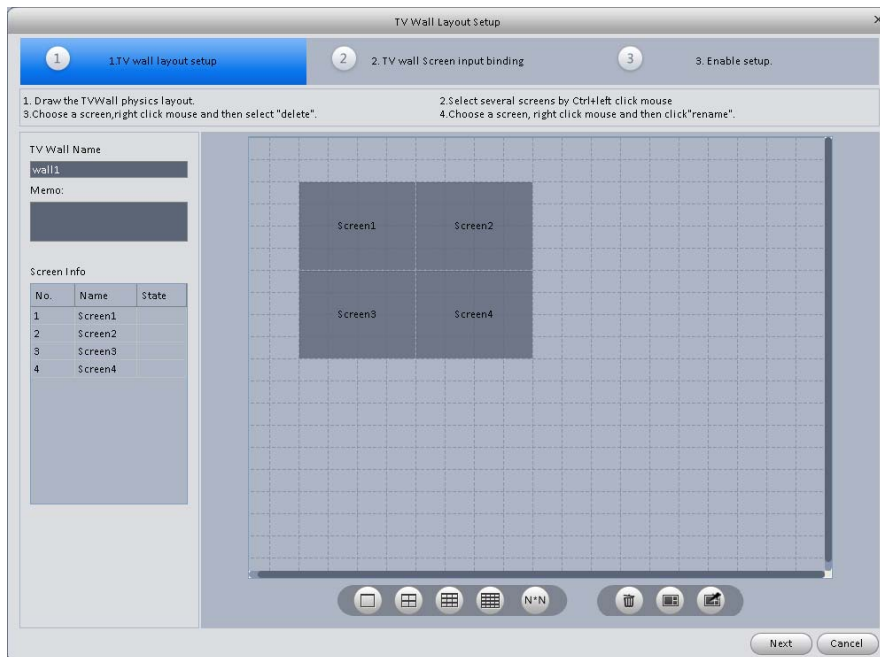 TV Wall Layout Setup
1
1.TV wall layout setup
2
2. TV wall Screen input binding
3
3. Enable setup.
1. Draw the TVWall physics layout.
2.Select several screens by Ctrl+left click mouse
3.Choose a screen,right click mouse and then select "delete".
4.Choose a screen, right click mouse and then click"rename".
TV Wall Name
wall1
Memo:
Screen Info
No. Name State
1 Screen1
2 Screen2
3 Screen3
4 Screen4
Screen1 Screen2
Screen3 Screen4
N*N
Next Cancel